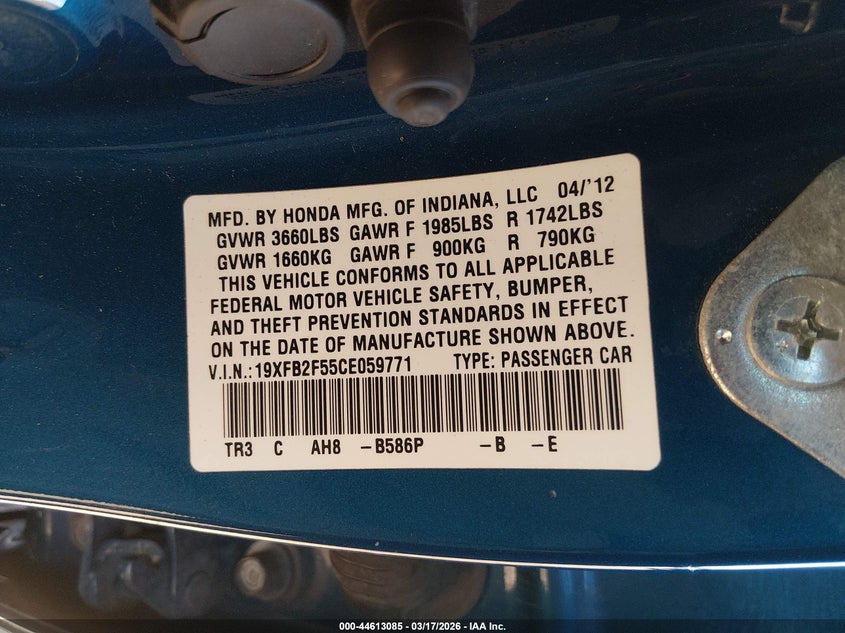 MFD. BY HONDA MFG. OF INDIANA, LLC 04/'12
GVWR 3660LBS GAWR F 1985LBS R 1742LBS
GVWR 1660KG GAWR F 900KG R 790KG
THIS VEHICLE CONFORMS TO ALL APPLICABLE
FEDERAL MOTOR VEHICLE SAFETY, BUMPER,
AND THEFT PREVENTION STANDARDS IN EFFECT
ON THE DATE OF MANUFACTURE SHOWN ABOVE.
V.I.N.:19XFB2F55CE059771 TYPE: PASSENGER CAR
TR3 C AH8 -B586P -B -E
000-44613085 - 03/17/2026 - IAA Inc.